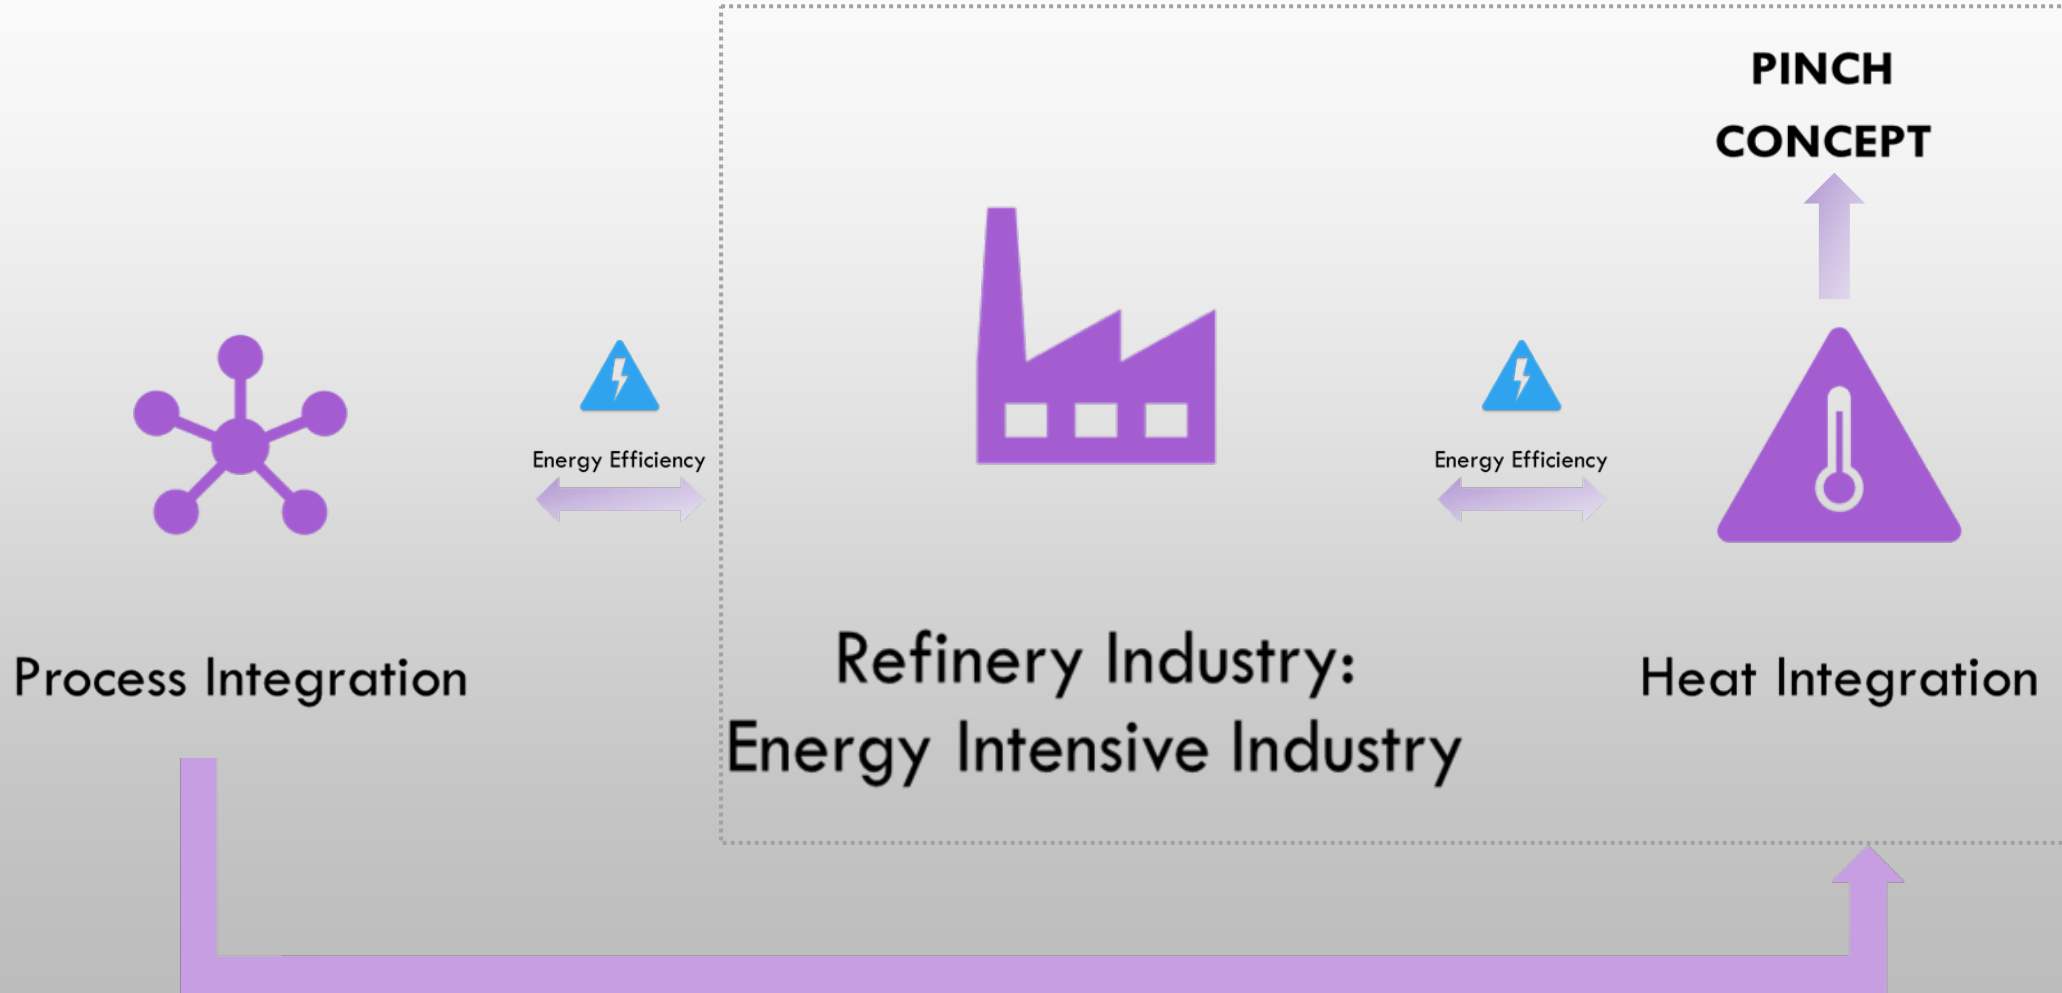 PINCH
CONCEPT
Energy Efficiency
Energy Efficiency
Process Integration
Refinery Industry:
Energy Intensive Industry
Heat Integration